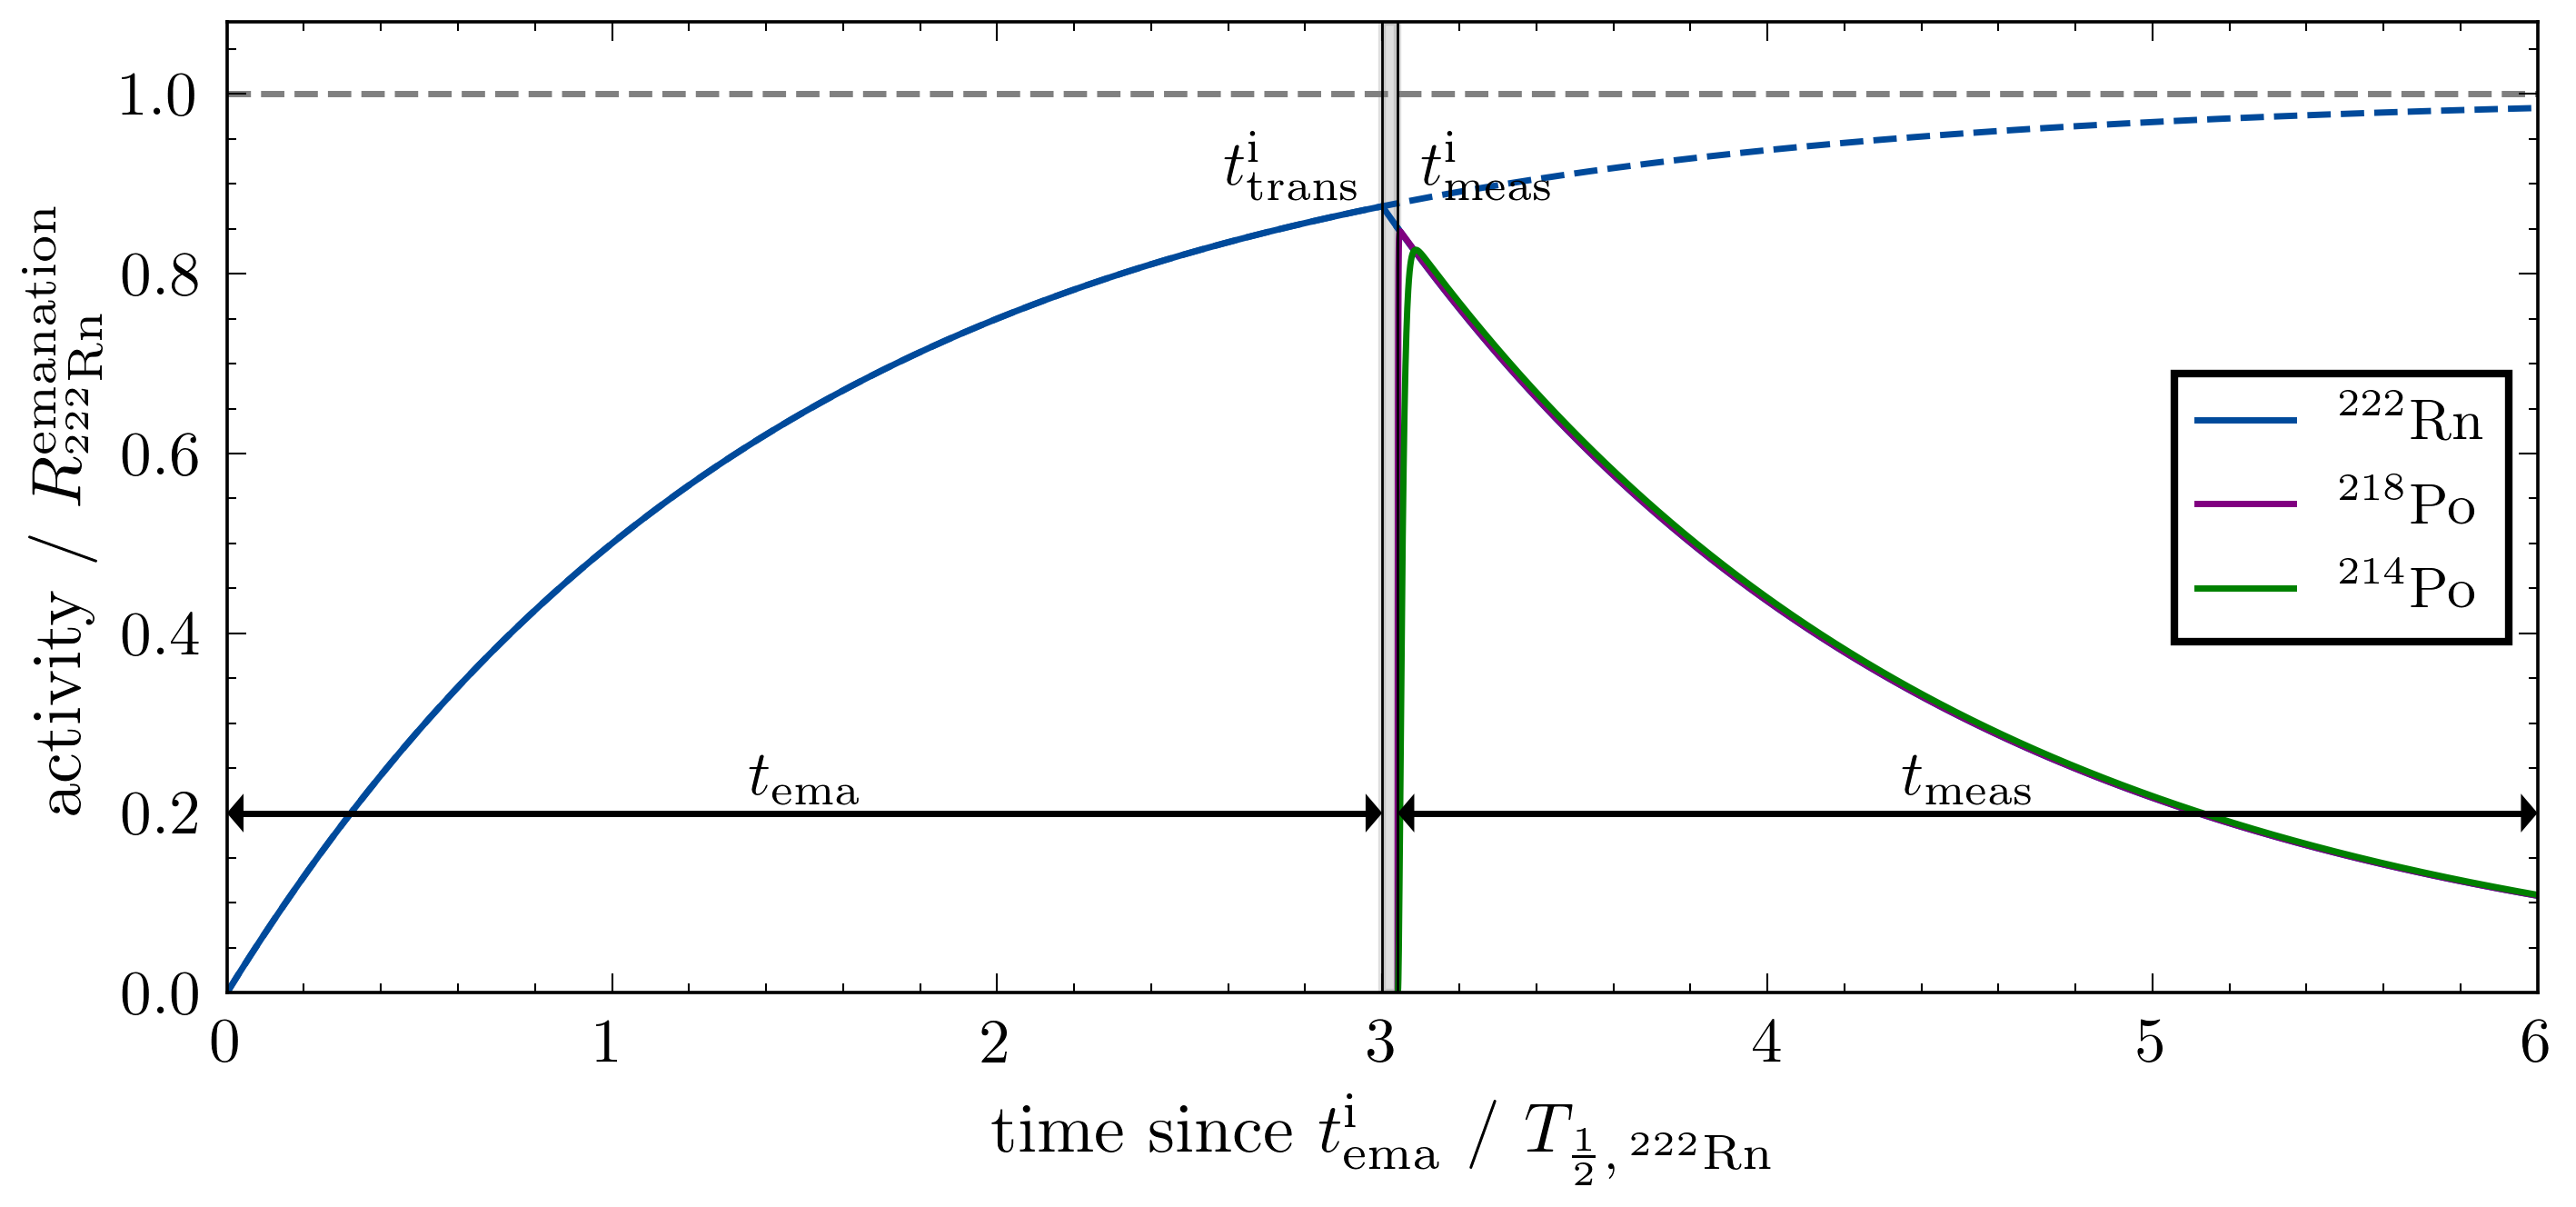 activity / R^emanation_222Rn
1.0
0.8
0.6
0.4
0.2
0.0
t^i_trans
t^i_meas
²²²Rn
²¹⁸Po
²¹⁴Po
t_ema
t_meas
0 1 2 3 4 5 6
time since t^i_ema / T_½, ²²²Rn